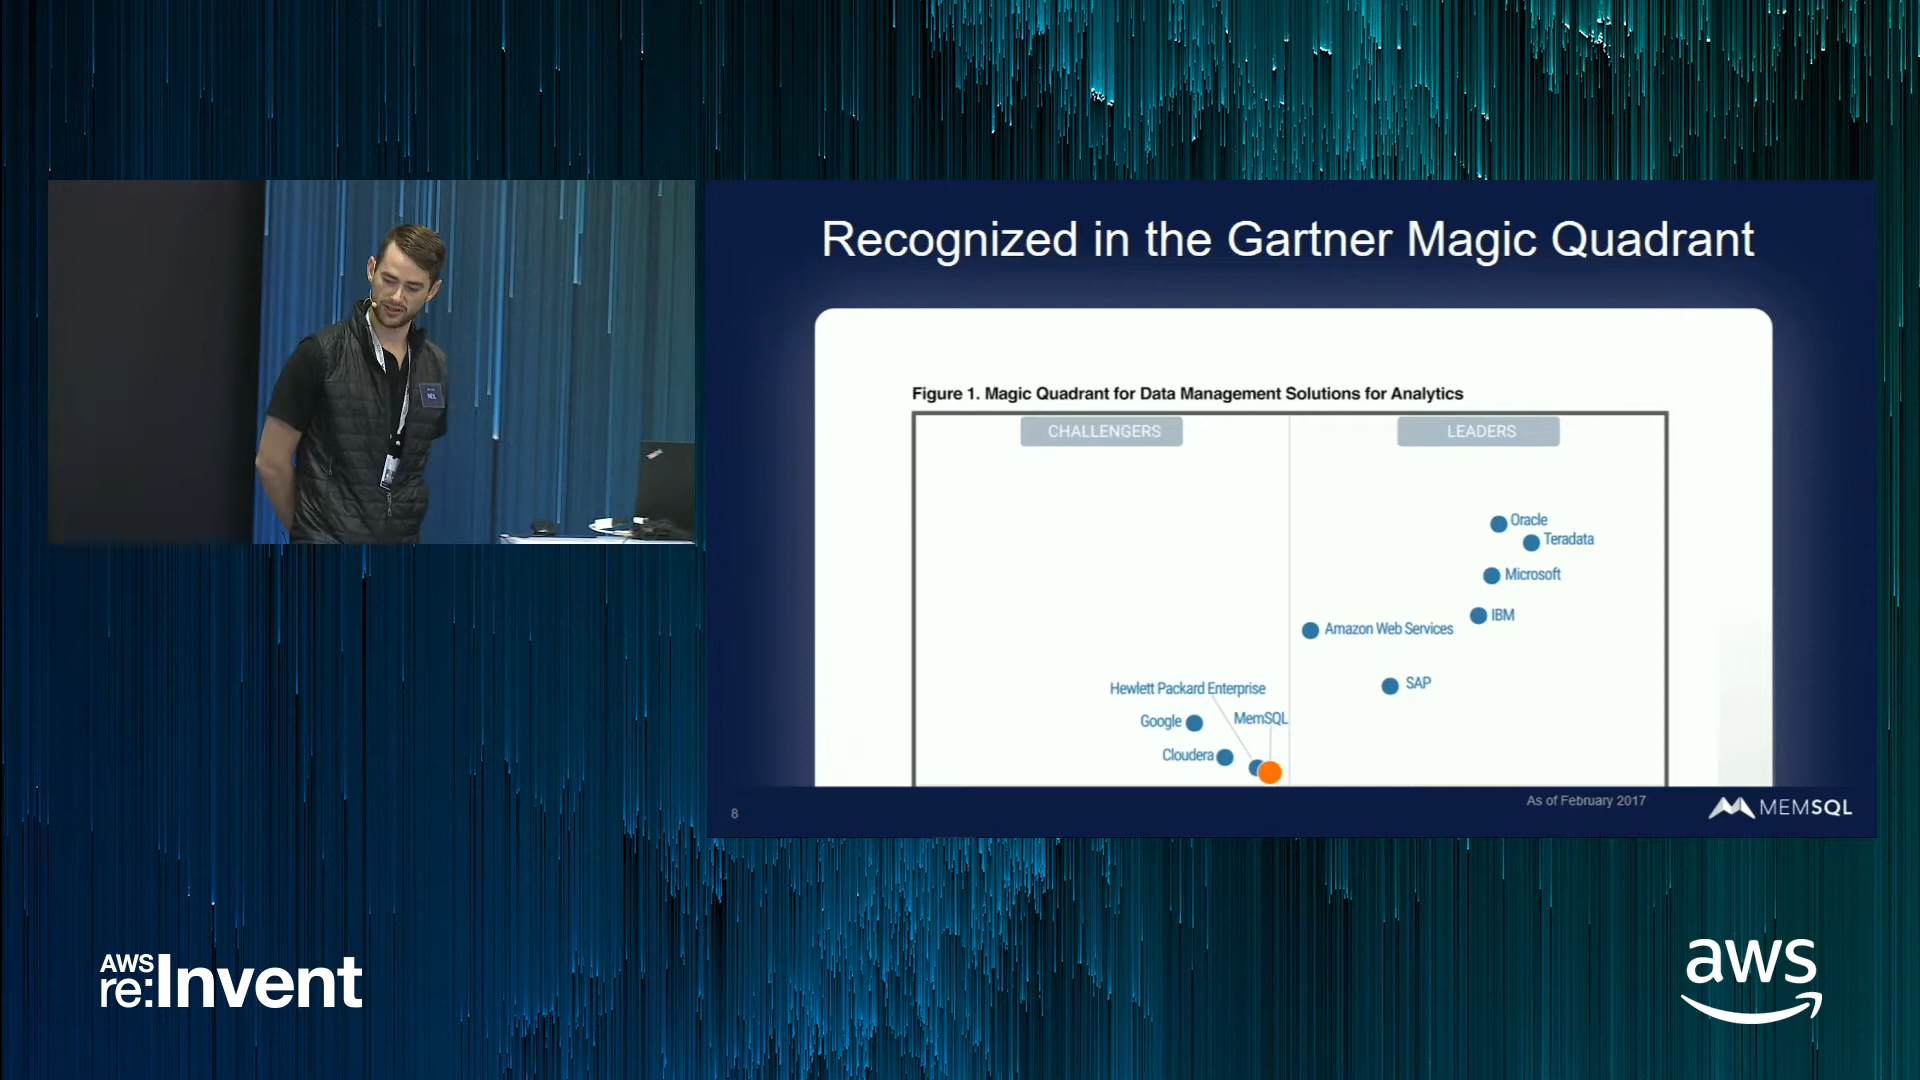 Recognized in the Gartner Magic Quadrant
Figure 1. Magic Quadrant for Data Management Solutions for Analytics
CHALLENGERS
LEADERS
Oracle
Teradata
Microsoft
IBM
Amazon Web Services
SAP
Hewlett Packard Enterprise
Google
MemSQL
Cloudera
8
As of February 2017
MEMSQL
AWS
re:Invent
aws